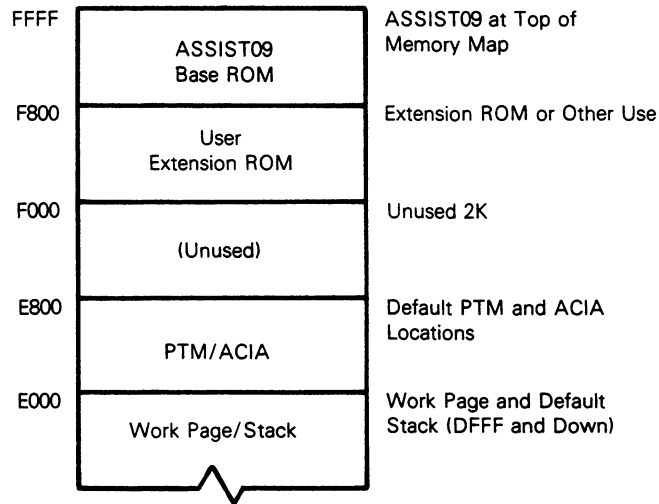 FFFF
ASSIST09
Base ROM
ASSIST09 at Top of
Memory Map
F800
User
Extension ROM
Extension ROM or Other Use
F000
(Unused)
Unused 2K
E800
PTM/ACIA
Default PTM and ACIA
Locations
E000
Work Page/Stack
Work Page and Default
Stack (DFFF and Down)